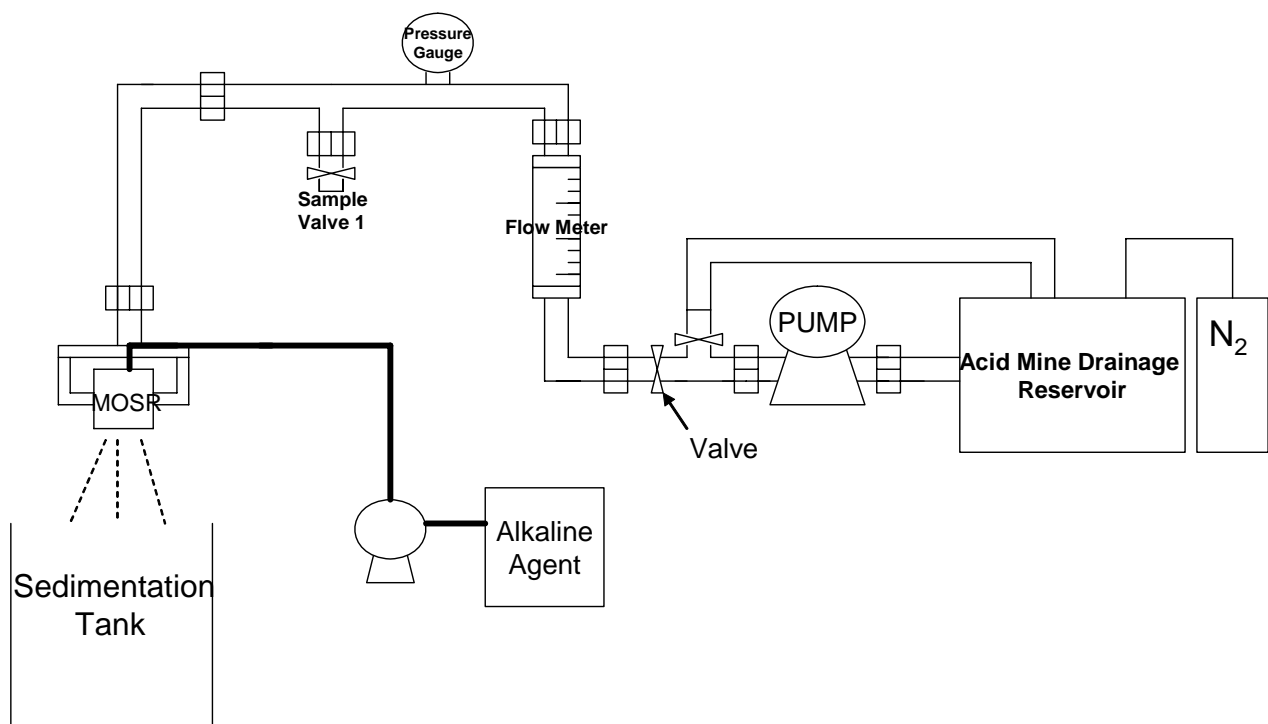 Pressure
Gauge
Sample
Valve 1
Flow Meter
PUMP
Acid Mine Drainage
Reservoir
N₂
Valve
MOSR
Alkaline
Agent
Sedimentation
Tank